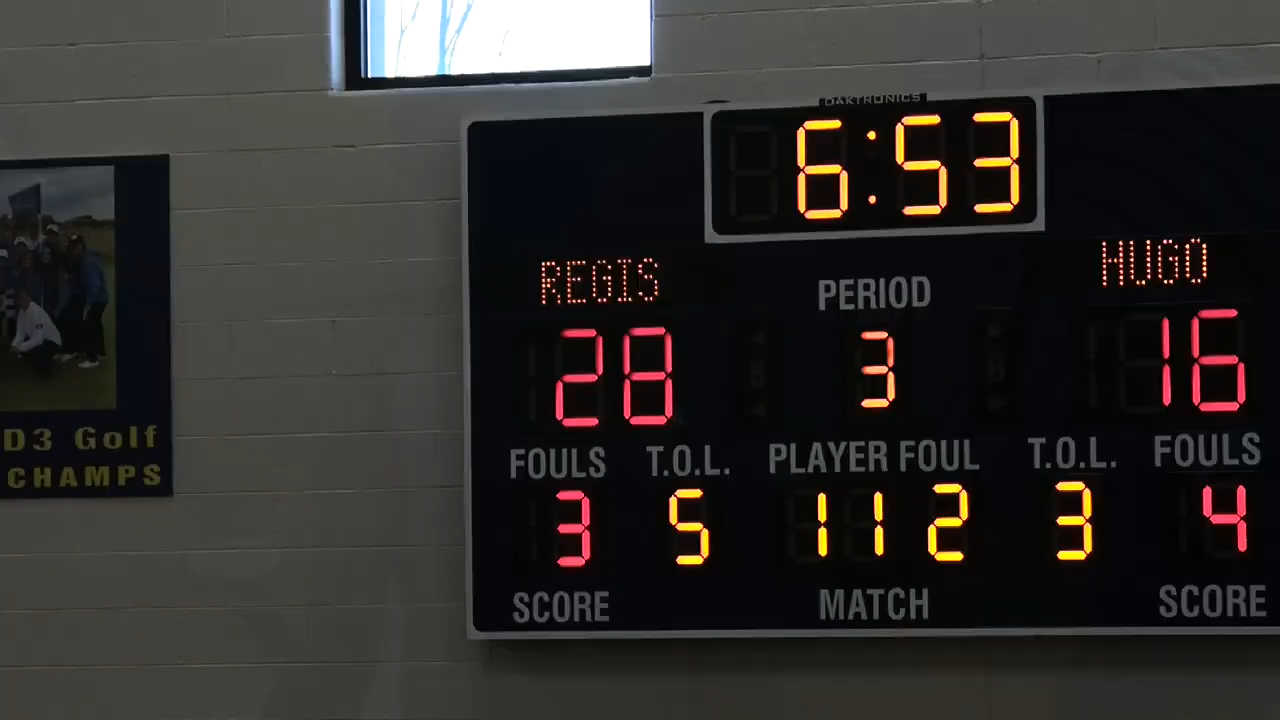 DAKTRONICS
6:53
REGIS
HUGO
PERIOD
28
3
16
FOULS
T.O.L.
PLAYER FOUL
T.O.L.
FOULS
3
5
11 2
3
4
SCORE
MATCH
SCORE
D3 Golf
CHAMPS